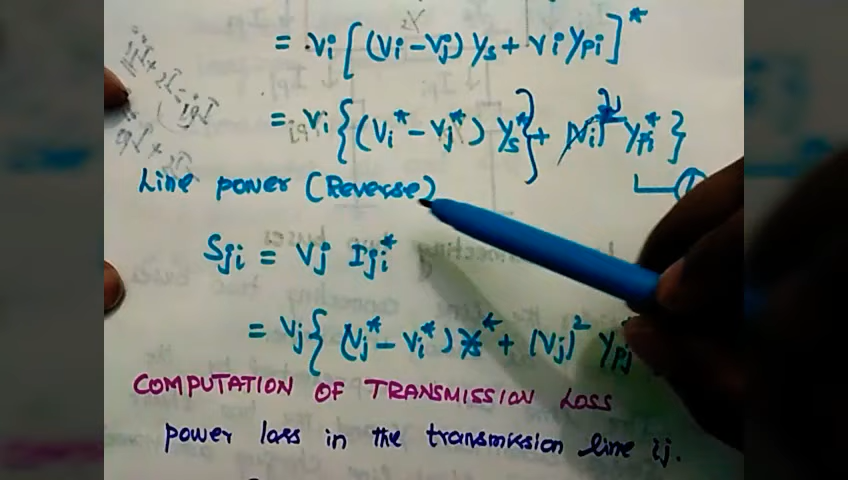 = Vi [(Vi - Vj) Ys + Vi Ypi]*
= Vi {(Vi* - Vj*) Ys*} + |Vi|² Ypi* }
Line power (Reverse)
Sji = Vj Iji*
= Vj { (Vj* - Vi*) Ys* + |Vj|² Ypj
COMPUTATION OF TRANSMISSION LOSS
power loss in the transmission line ij.